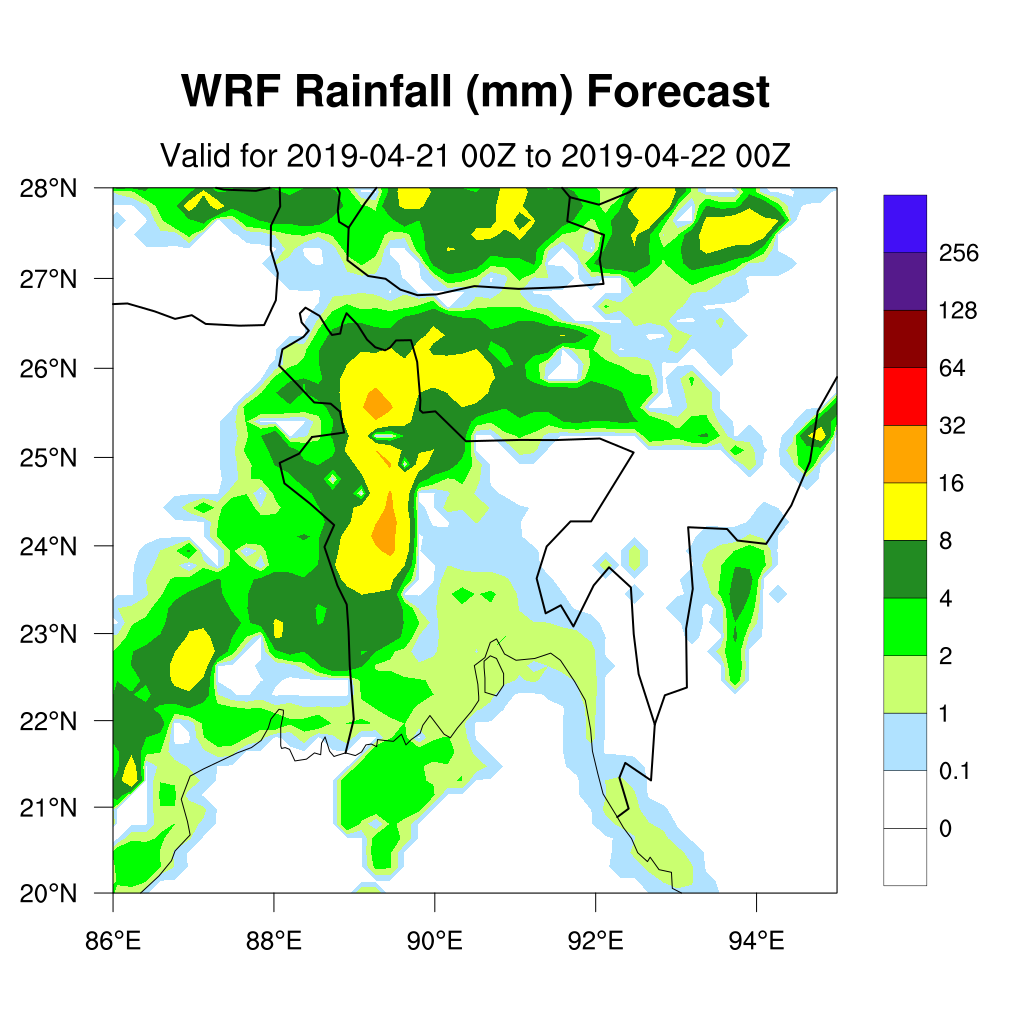 WRF Rainfall (mm) Forecast
Valid for 2019-04-21 00Z to 2019-04-22 00Z
28°N
27°N
26°N
25°N
24°N
23°N
22°N
21°N
20°N
86°E 88°E 90°E 92°E 94°E
256
128
64
32
16
8
4
2
1
0.1
0